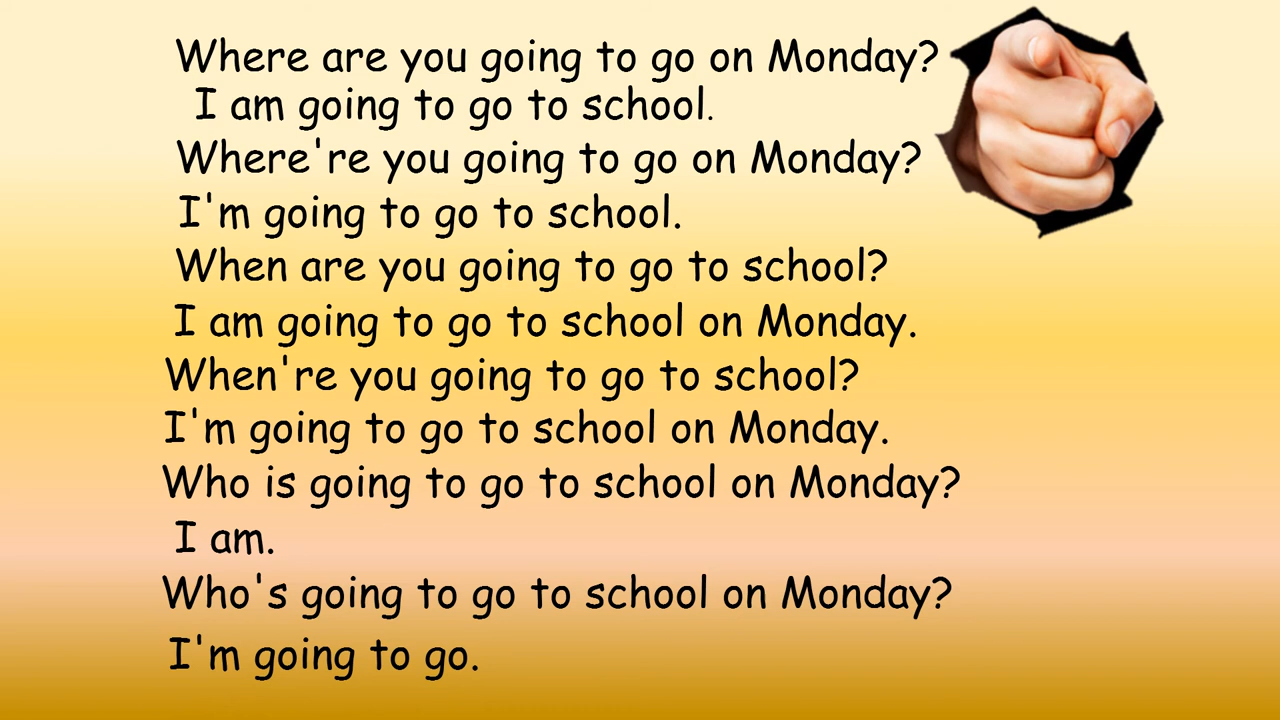 Where are you going to go on Monday?
I am going to go to school.
Where're you going to go on Monday?
I'm going to go to school.
When are you going to go to school?
I am going to go to school on Monday.
When're you going to go to school?
I'm going to go to school on Monday.
Who is going to go to school on Monday?
I am.
Who's going to go to school on Monday?
I'm going to go.